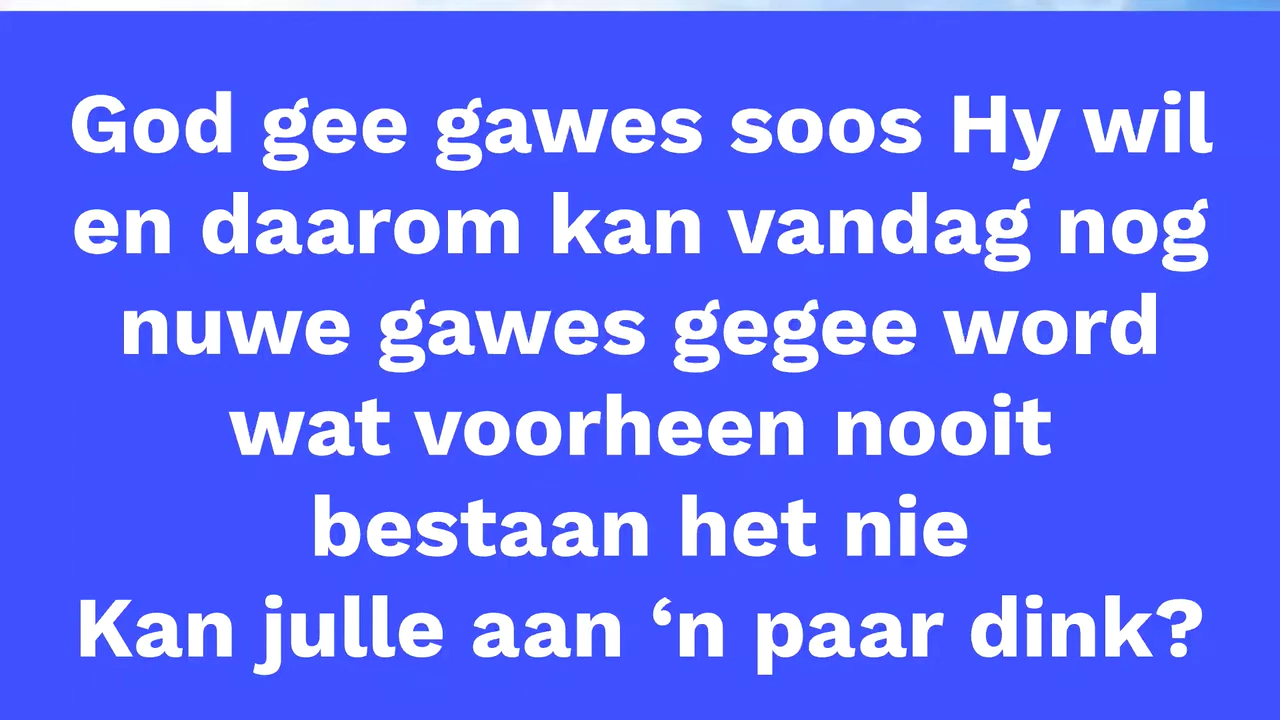 God gee gawes soos Hy wil
en daarom kan vandag nog
nuwe gawes gegee word
wat voorheen nooit
bestaan het nie
Kan julle aan ‘n paar dink?